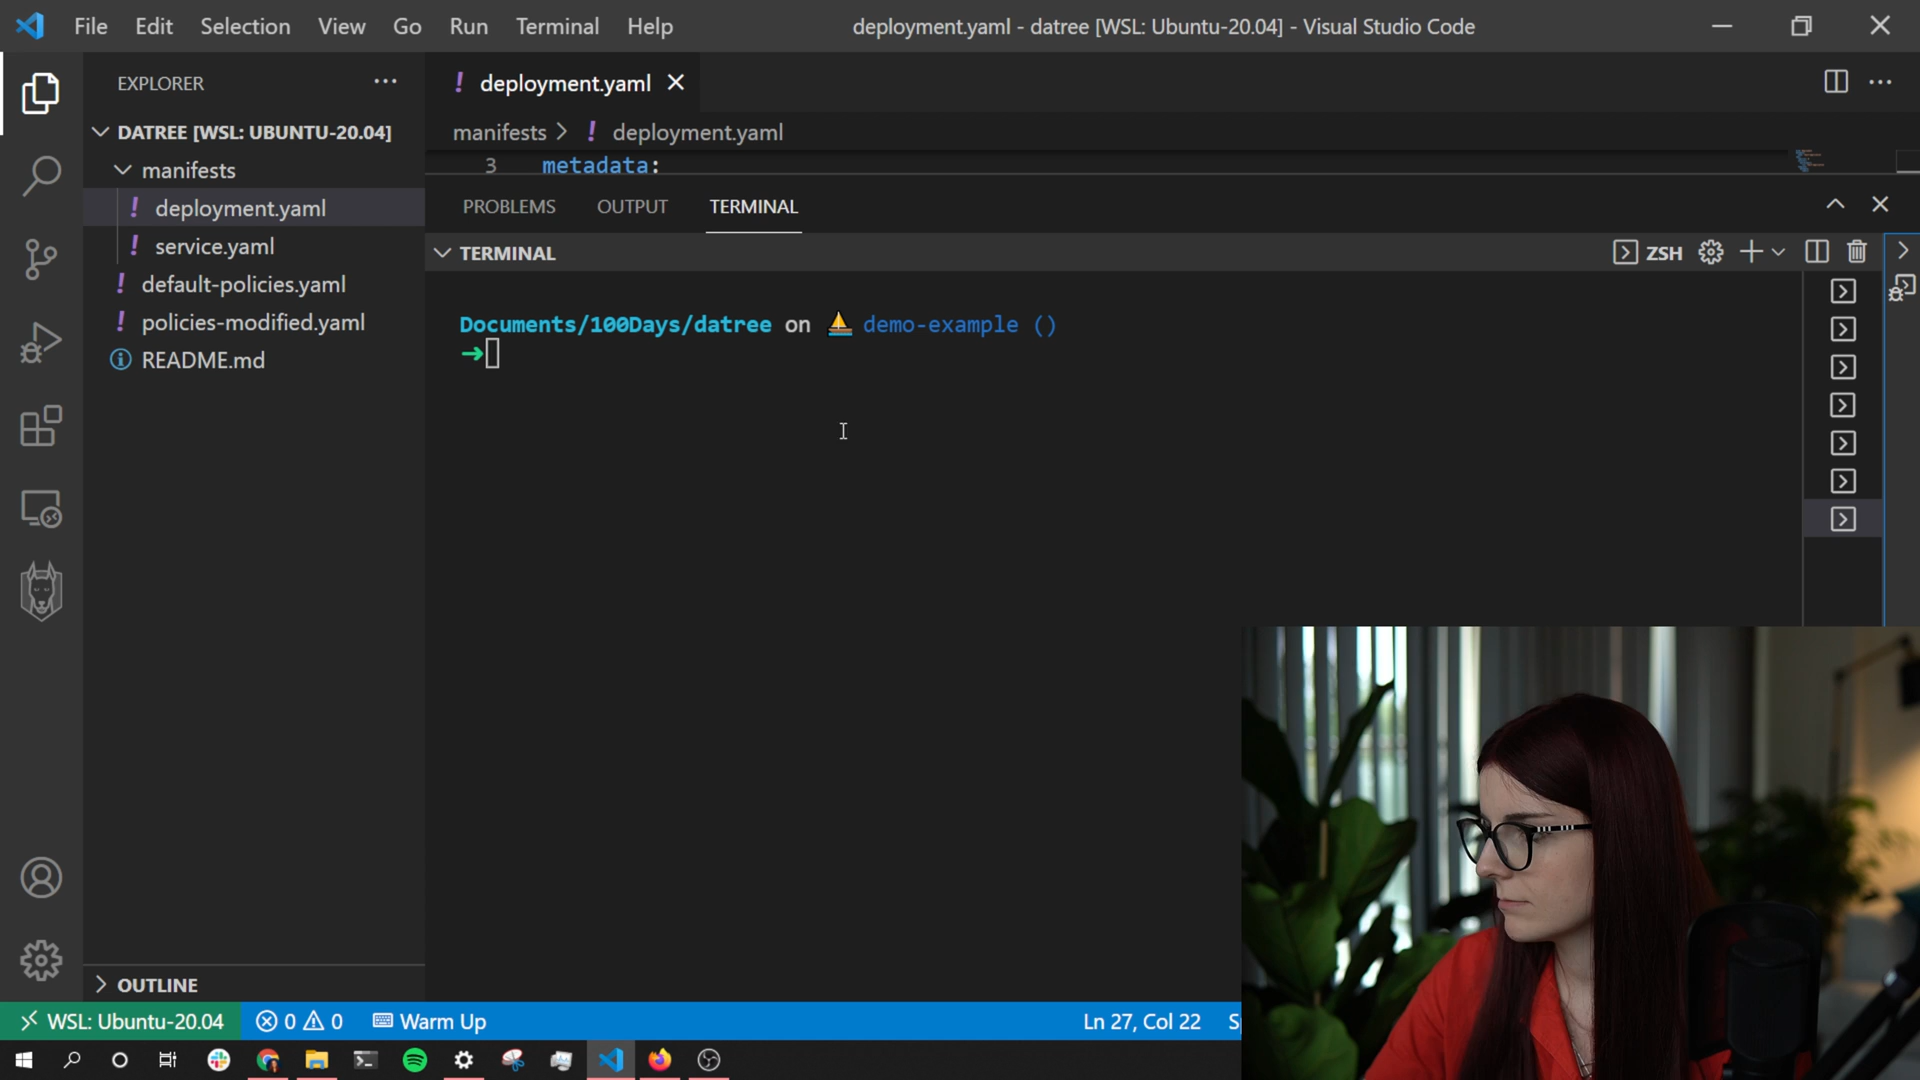 File Edit Selection View Go Run Terminal Help
deployment.yaml - datree [WSL: Ubuntu-20.04] - Visual Studio Code
EXPLORER
DATREE [WSL: UBUNTU-20.04]
manifests
! deployment.yaml
! service.yaml
! default-policies.yaml
! policies-modified.yaml
README.md
OUTLINE
! deployment.yaml
manifests > ! deployment.yaml
3 metadata:
PROBLEMS OUTPUT TERMINAL
TERMINAL
ZSH
Documents/100Days/datree on demo-example ()
➜
WSL: Ubuntu-20.04 0 0 Warm Up Ln 27, Col 22